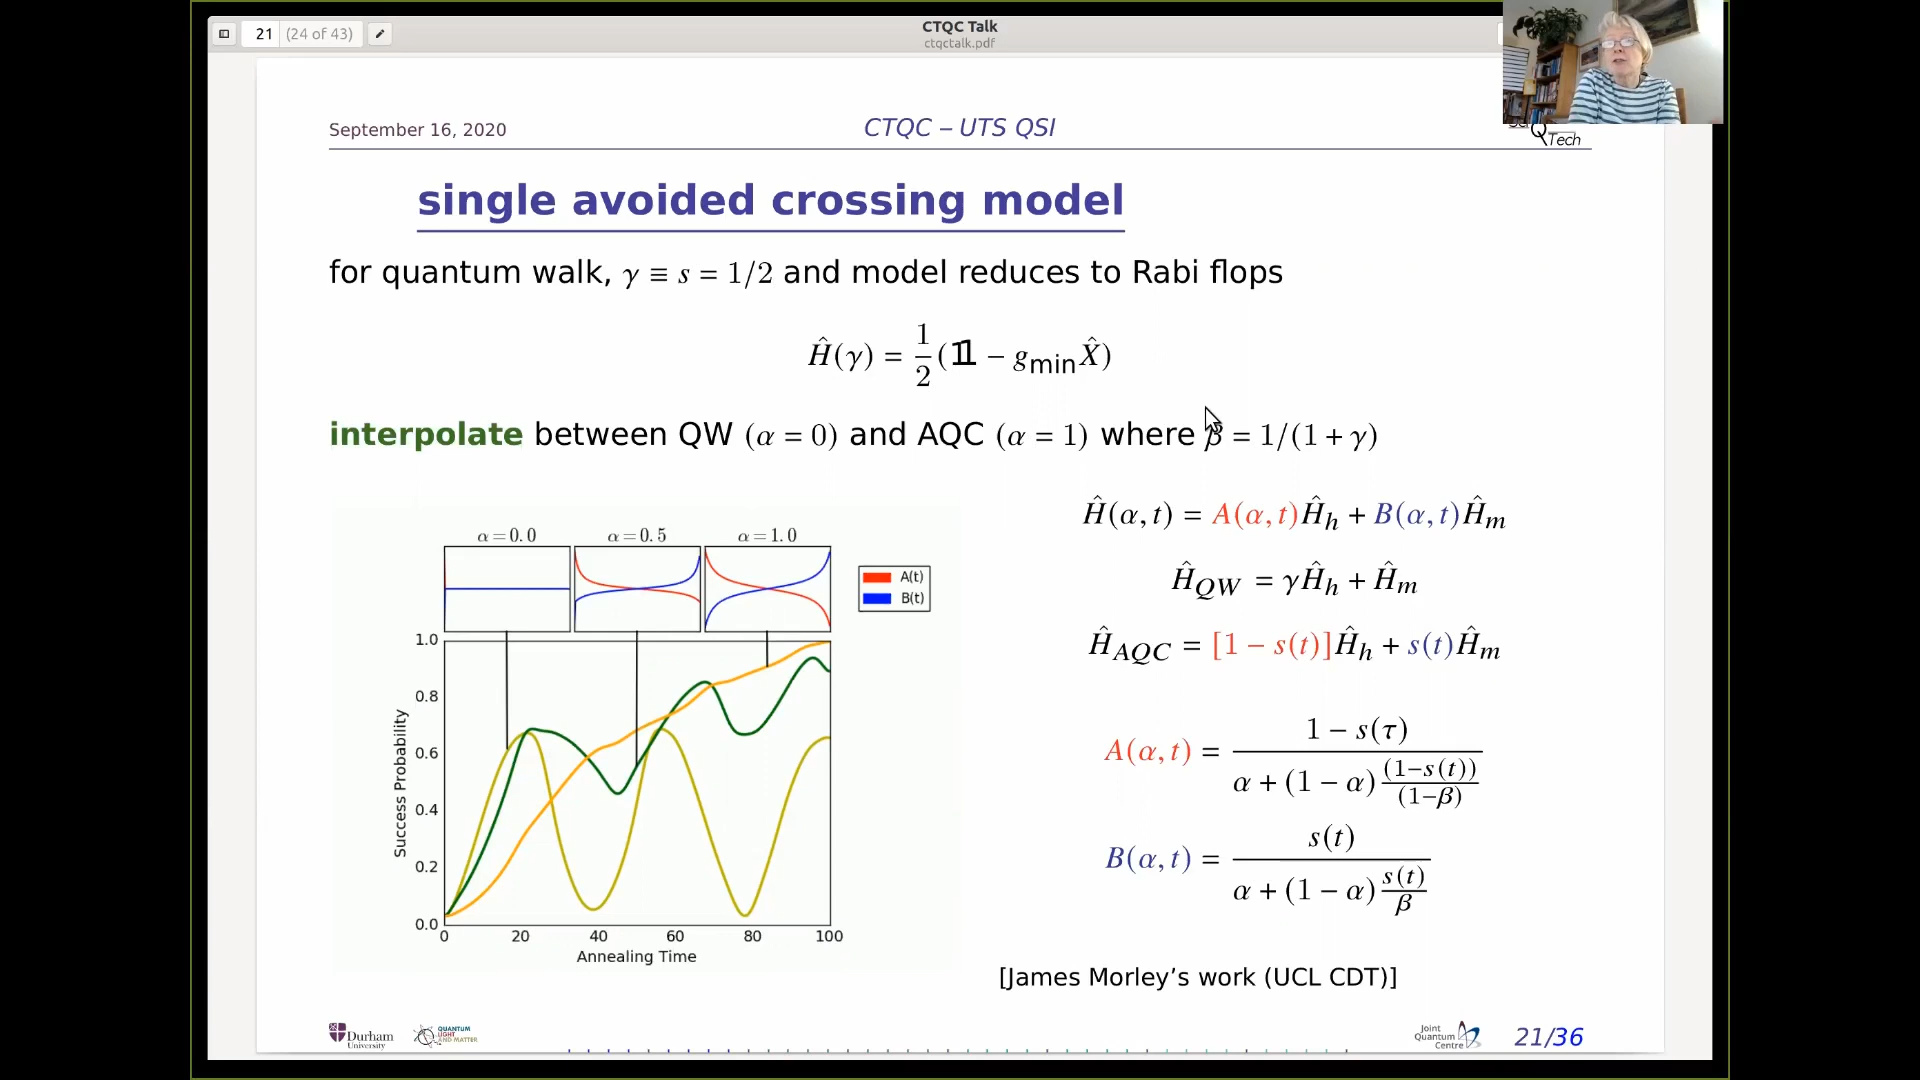 21 (24 of 43)
CTQC Talk
ctqctalk.pdf
September 16, 2020
CTQC – UTS QSI
Q Tech
single avoided crossing model
for quantum walk, γ ≡ s = 1/2 and model reduces to Rabi flops
Ĥ(γ) = 1/2 (𝟙 − g_min X̂)
interpolate between QW (α = 0) and AQC (α = 1) where β = 1/(1 + γ)
Ĥ(α, t) = A(α, t)Ĥ_h + B(α, t)Ĥ_m
Ĥ_QW = γĤ_h + Ĥ_m
Ĥ_AQC = [1 − s(t)]Ĥ_h + s(t)Ĥ_m
A(α, t) = (1 − s(τ)) / (α + (1 − α) (1−s(t))/(1−β))
B(α, t) = s(t) / (α + (1 − α) s(t)/β)
α = 0.0 α = 0.5 α = 1.0
A(t)
B(t)
1.0
0.8
0.6
0.4
0.2
0.0
Success Probability
0 20 40 60 80 100
Annealing Time
[James Morley's work (UCL CDT)]
Durham
University
QUANTUM
LIGHT
AND MATTER
Joint
Quantum
Centre
21/36